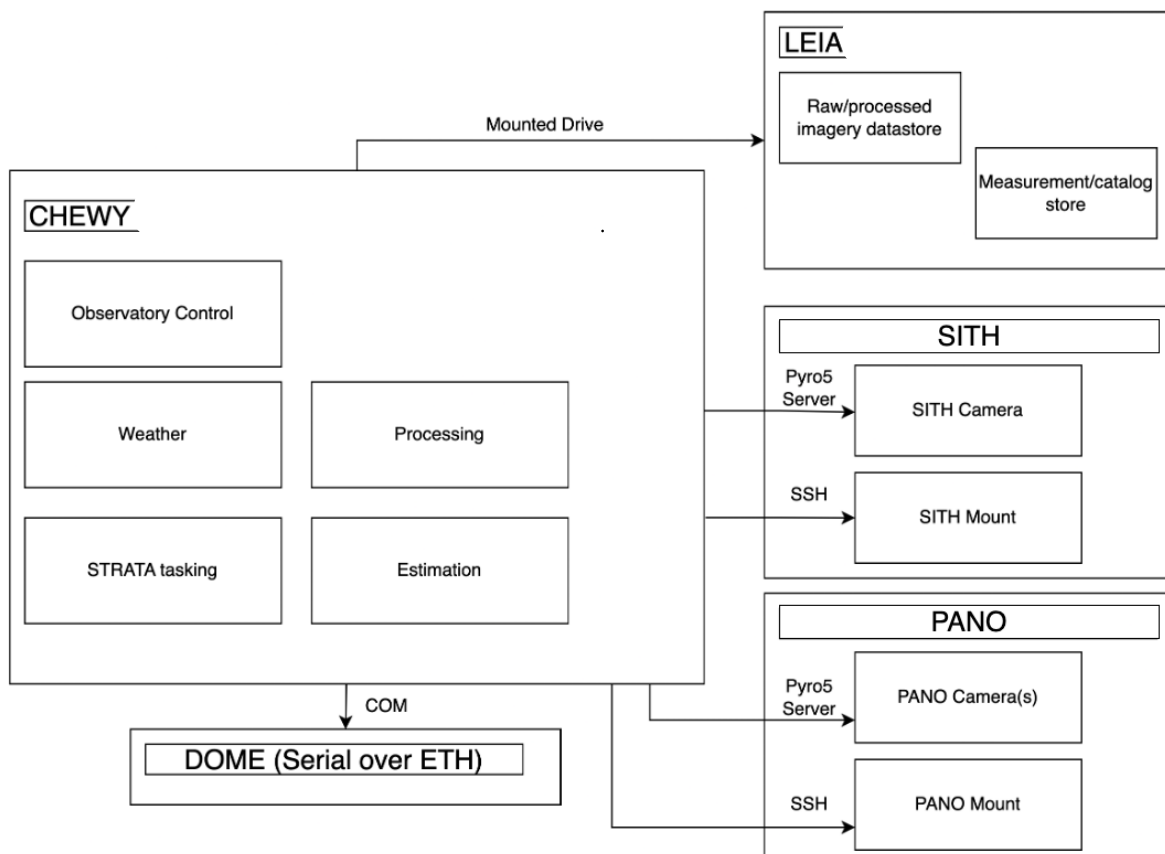 LEIA
Raw/processed
imagery datastore
Measurement/catalog
store
Mounted Drive
CHEWY
.
Observatory Control
Weather
Processing
STRATA tasking
Estimation
SITH
Pyro5
Server
SITH Camera
SSH
SITH Mount
PANO
Pyro5
Server
PANO Camera(s)
SSH
PANO Mount
COM
DOME (Serial over ETH)